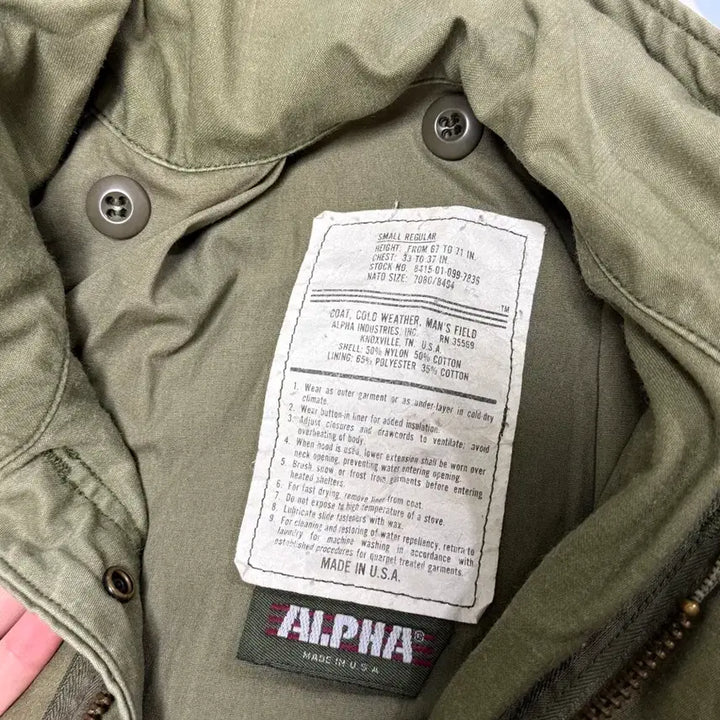 SMALL REGULAR
HEIGHT: FROM 67 TO 71 IN.
CHEST: 33 TO 37 IN.
STOCK NO. 8415-01-099-7836
NATO SIZE: 7080/8494
TM
COAT, COLD WEATHER, MAN'S FIELD
ALPHA INDUSTRIES, INC. RN 35569
KNOXVILLE, TN. U.S.A.
SHELL: 50% NYLON 50% COTTON
LINING: 65% POLYESTER 35% COTTON
1. Wear as outer garment or as under-layer in cold-dry
climate.
2. Wear button-in liner for added insulation.
3. Adjust closures and drawcords to ventilate; avoid
overheating of body.
4. When hood is used, lower extension shall be worn over
neck opening, preventing water entering opening.
5. Brush snow or frost from garments before entering
heated shelters.
6. For fast drying, remove liner from coat.
7. Do not expose to high temperature of a stove.
8. Lubricate slide fasteners with wax.
9. For cleaning and restoring of water repellency, return to
laundry for machine washing in accordance with
established procedures for quarpel treated garments.
MADE IN U.S.A.
ALPHA®
MADE IN U.S.A